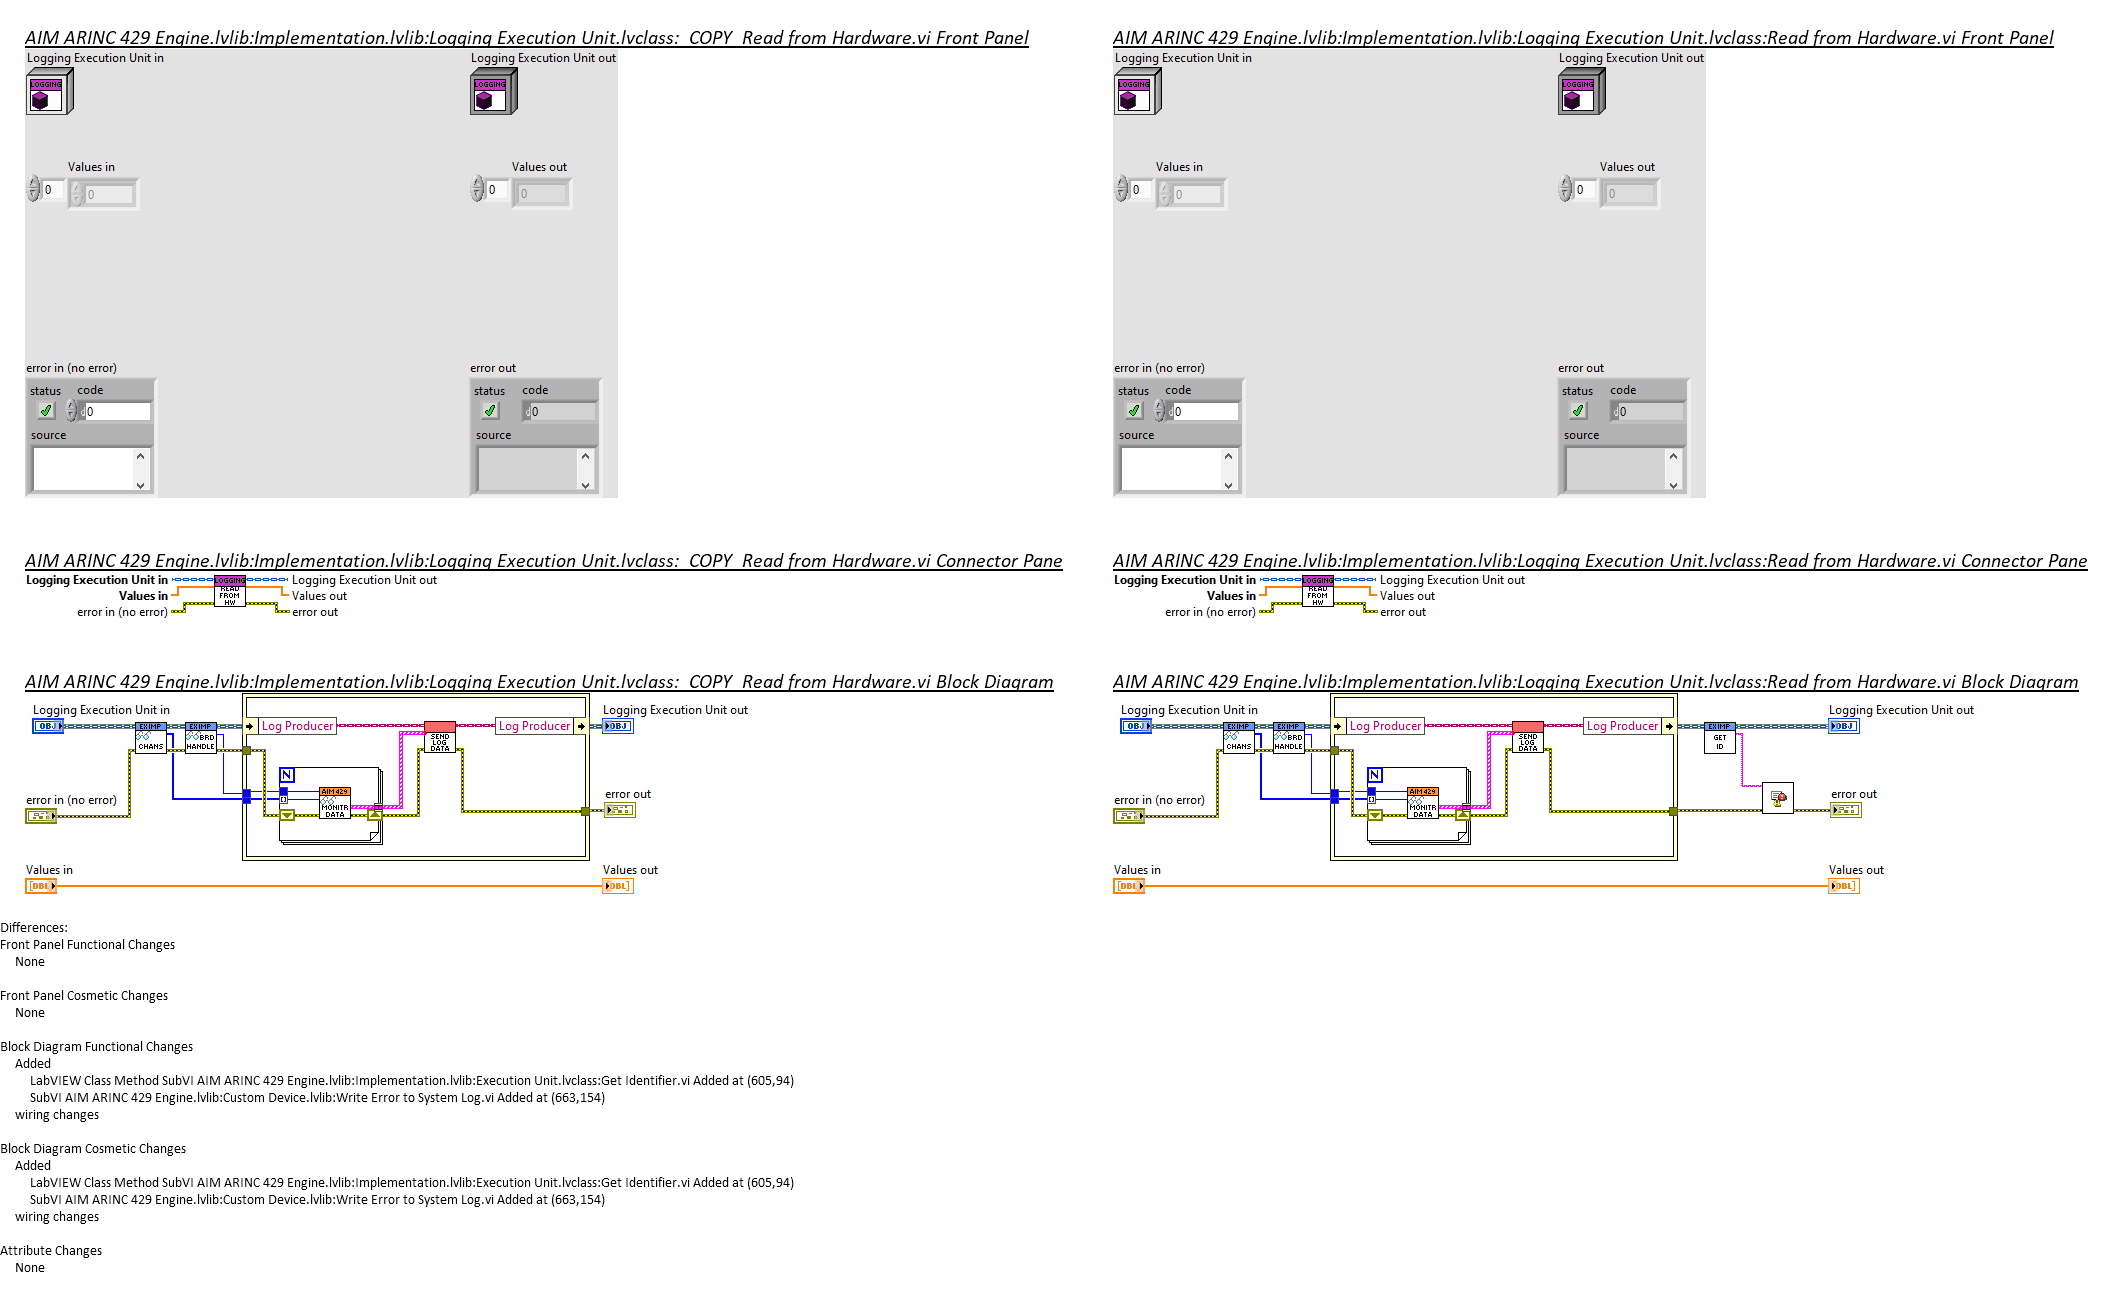 AIM ARINC 429 Engine.lvlib:Implementation.lvlib:Logging Execution Unit.lvclass:  COPY  Read from Hardware.vi Front Panel
Logging Execution Unit in
Logging Execution Unit out
LOGGING
LOGGING
Values in
Values out
0
0
0
0
error in (no error)
error out
status
code
status
code
d0
d0
source
source
AIM ARINC 429 Engine.lvlib:Implementation.lvlib:Logging Execution Unit.lvclass:Read from Hardware.vi Front Panel
Logging Execution Unit in
Logging Execution Unit out
LOGGING
LOGGING
Values in
Values out
0
0
0
0
error in (no error)
error out
status
code
status
code
d0
d0
source
source
AIM ARINC 429 Engine.lvlib:Implementation.lvlib:Logging Execution Unit.lvclass:  COPY  Read from Hardware.vi Connector Pane
Logging Execution Unit in
LOGGING
Logging Execution Unit out
Values in
READ
FROM
HW
Values out
error in (no error)
error out
AIM ARINC 429 Engine.lvlib:Implementation.lvlib:Logging Execution Unit.lvclass:Read from Hardware.vi Connector Pane
Logging Execution Unit in
LOGGING
Logging Execution Unit out
Values in
READ
FROM
HW
Values out
error in (no error)
error out
AIM ARINC 429 Engine.lvlib:Implementation.lvlib:Logging Execution Unit.lvclass:  COPY  Read from Hardware.vi Block Diagram
Logging Execution Unit in
Logging Execution Unit out
OBJ
EXIMP
CHANS
EXIMP
BRD
HANDLE
Log Producer
SEND
LOG
DATA
Log Producer
OBJ
N
AIM429
MONITR
DATA
error in (no error)
error out
Values in
Values out
[DBL]
DBL]
AIM ARINC 429 Engine.lvlib:Implementation.lvlib:Logging Execution Unit.lvclass:Read from Hardware.vi Block Diagram
Logging Execution Unit in
Logging Execution Unit out
OBJ
EXIMP
CHANS
EXIMP
BRD
HANDLE
Log Producer
SEND
LOG
DATA
Log Producer
EXIMP
GET
ID
OBJ
N
AIM429
MONITR
DATA
error in (no error)
error out
Values in
Values out
[DBL]
DBL]
Differences:
Front Panel Functional Changes
None
Front Panel Cosmetic Changes
None
Block Diagram Functional Changes
Added
LabVIEW Class Method SubVI AIM ARINC 429 Engine.lvlib:Implementation.lvlib:Execution Unit.lvclass:Get Identifier.vi Added at (605,94)
SubVI AIM ARINC 429 Engine.lvlib:Custom Device.lvlib:Write Error to System Log.vi Added at (663,154)
wiring changes
Block Diagram Cosmetic Changes
Added
LabVIEW Class Method SubVI AIM ARINC 429 Engine.lvlib:Implementation.lvlib:Execution Unit.lvclass:Get Identifier.vi Added at (605,94)
SubVI AIM ARINC 429 Engine.lvlib:Custom Device.lvlib:Write Error to System Log.vi Added at (663,154)
wiring changes
Attribute Changes
None